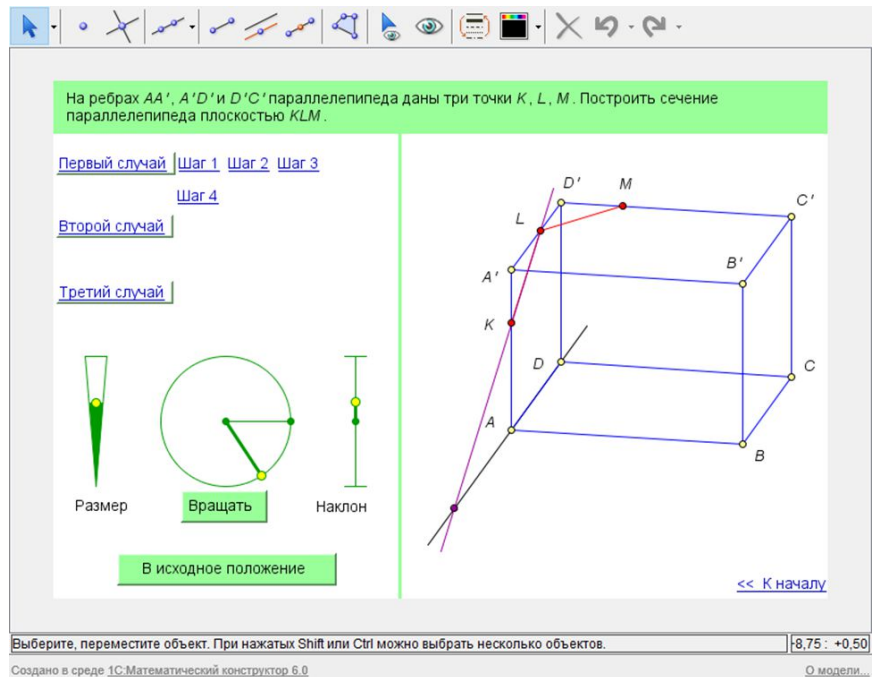 На ребрах AA', A'D' и D'C' параллелепипеда даны три точки K, L, M. Построить сечение
параллелепипеда плоскостью KLM.
Первый случай Шаг 1 Шаг 2 Шаг 3
Шаг 4
Второй случай
Третий случай
Размер
Вращать
Наклон
В исходное положение
D'
M
C'
L
A'
B'
K
D
C
A
B
<< К началу
Выберите, переместите объект. При нажатых Shift или Ctrl можно выбрать несколько объектов.
-8,75 : +0,50
Создано в среде 1С:Математический конструктор 6.0
О модели...